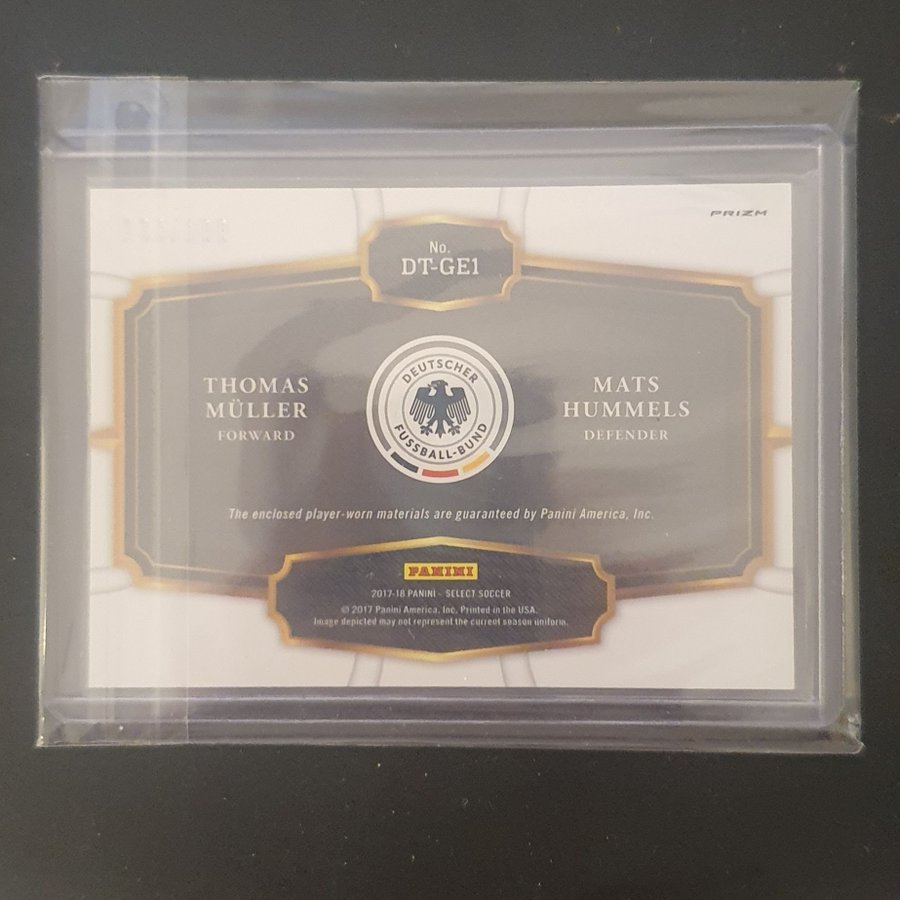 PRIZM
No.
DT-GE1
THOMAS
MÜLLER
FORWARD
DEUTSCHER
FUSSBALL-BUND
MATS
HUMMELS
DEFENDER
The enclosed player-worn materials are guaranteed by Panini America, Inc.
PANINI
2017-18 PANINI - SELECT SOCCER
© 2017 Panini America, Inc. Printed in the USA.
Image depicted may not represent the current season uniform.